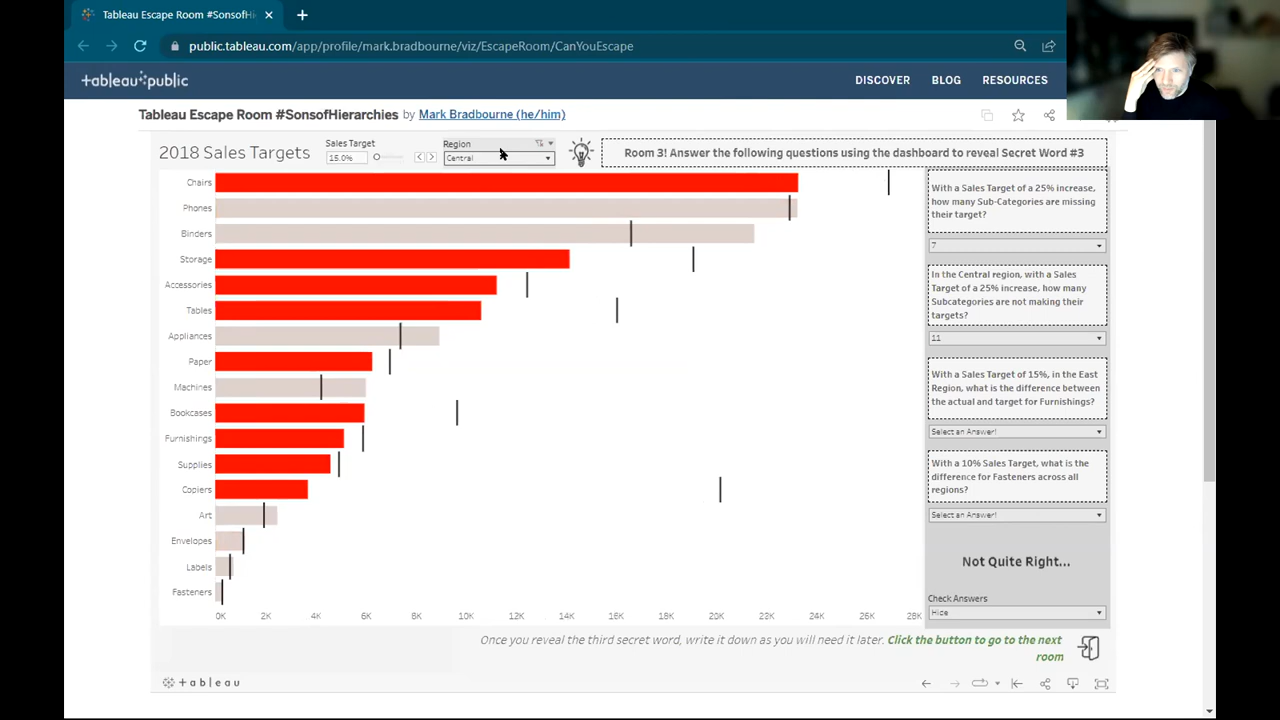 Tableau Escape Room #SonsofHi
public.tableau.com/app/profile/mark.bradbourne/viz/EscapeRoom/CanYouEscape
+ableau+public
DISCOVER
BLOG
RESOURCES
Tableau Escape Room #SonsofHierarchies by Mark Bradbourne (he/him)
2018 Sales Targets
Sales Target
15.0%
Region
Central
Room 3! Answer the following questions using the dashboard to reveal Secret Word #3
Chairs
Phones
Binders
Storage
Accessories
Tables
Appliances
Paper
Machines
Bookcases
Furnishings
Supplies
Copiers
Art
Envelopes
Labels
Fasteners
0K 2K 4K 6K 8K 10K 12K 14K 16K 18K 20K 22K 24K 26K 28K
With a Sales Target of a 25% increase,
how many Sub-Categories are missing
their target?
7
In the Central region, with a Sales
Target of a 25% increase, how many
Subcategories are not making their
targets?
11
With a Sales Target of 15%, in the East
Region, what is the difference between
the actual and target for Furnishings?
Select an Answer!
With a 10% Sales Target, what is the
difference for Fasteners across all
regions?
Select an Answer!
Not Quite Right...
Check Answers
Hide
Once you reveal the third secret word, write it down as you will need it later. Click the button to go to the next
room
+ableau